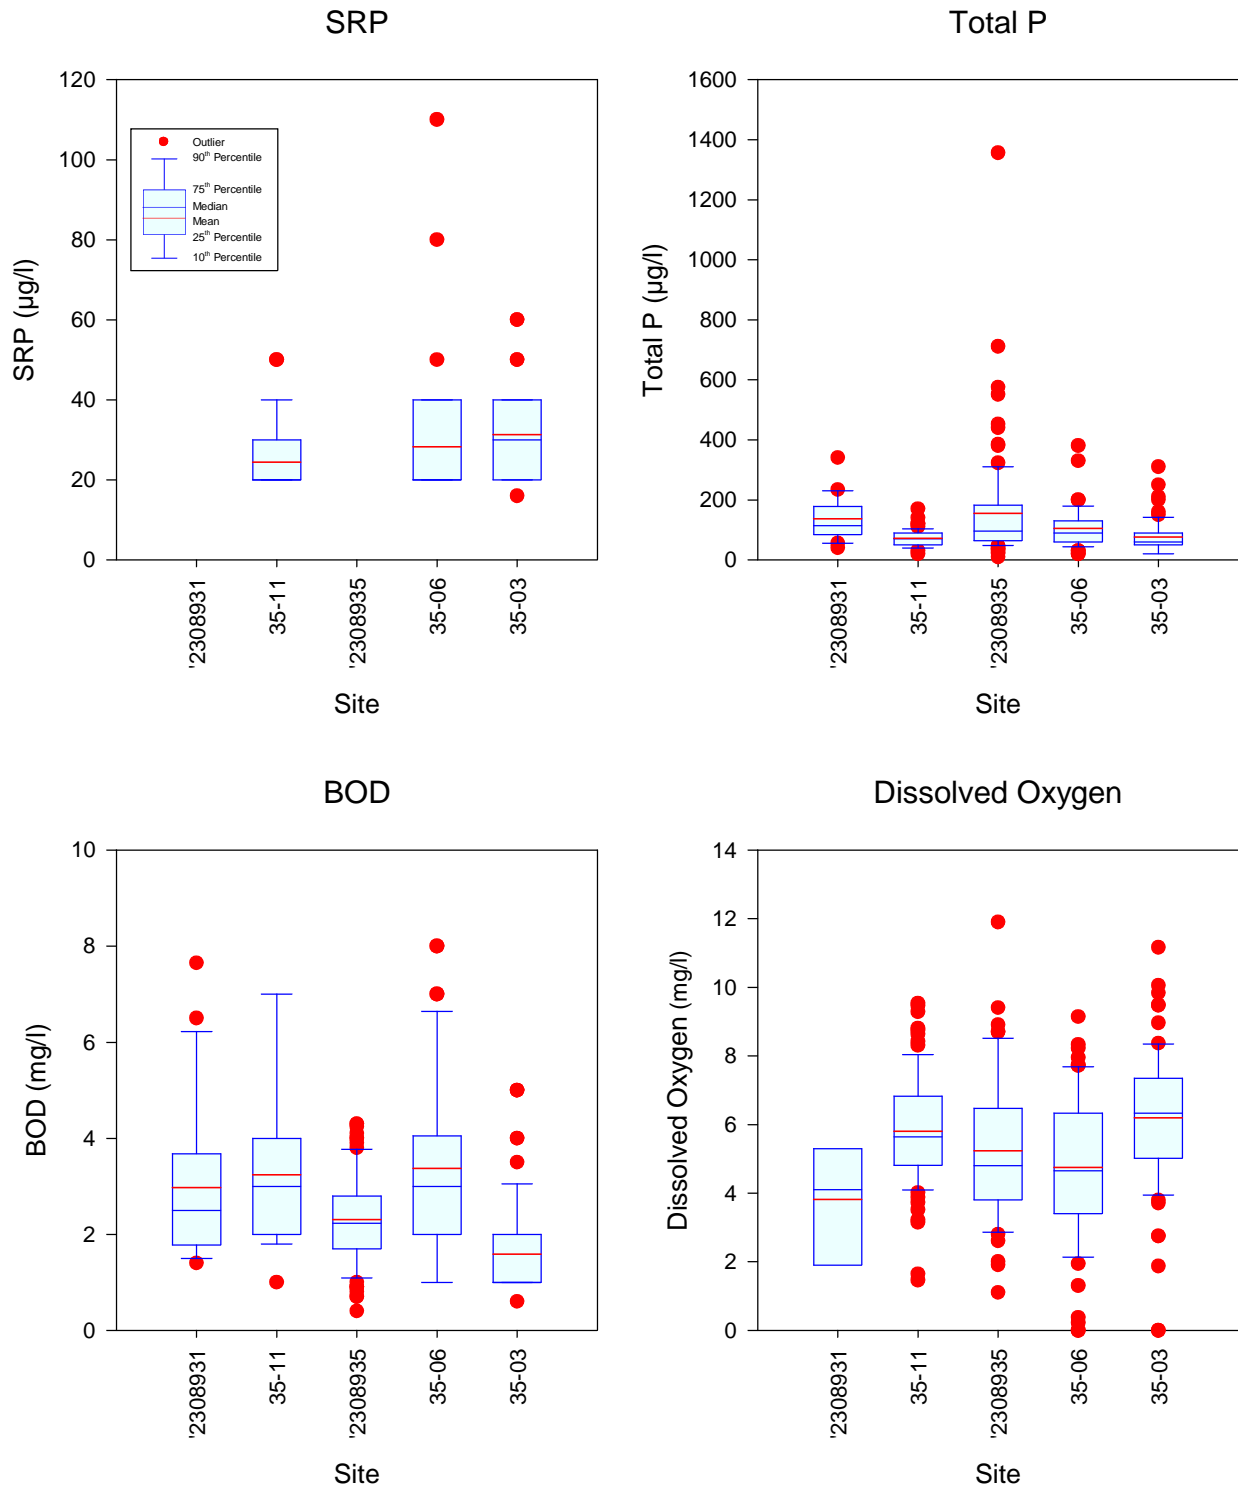 SRP
120
100
80
60
40
20
0
SRP (µg/l)
Outlier
90th Percentile
75th Percentile
Median
Mean
25th Percentile
10th Percentile
'2308931
35-11
'2308935
35-06
35-03
Site
Total P
1600
1400
1200
1000
800
600
400
200
0
Total P (µg/l)
'2308931
35-11
'2308935
35-06
35-03
Site
BOD
10
8
6
4
2
0
BOD (mg/l)
'2308931
35-11
'2308935
35-06
35-03
Site
Dissolved Oxygen
14
12
10
8
6
4
2
0
Dissolved Oxygen (mg/l)
'2308931
35-11
'2308935
35-06
35-03
Site